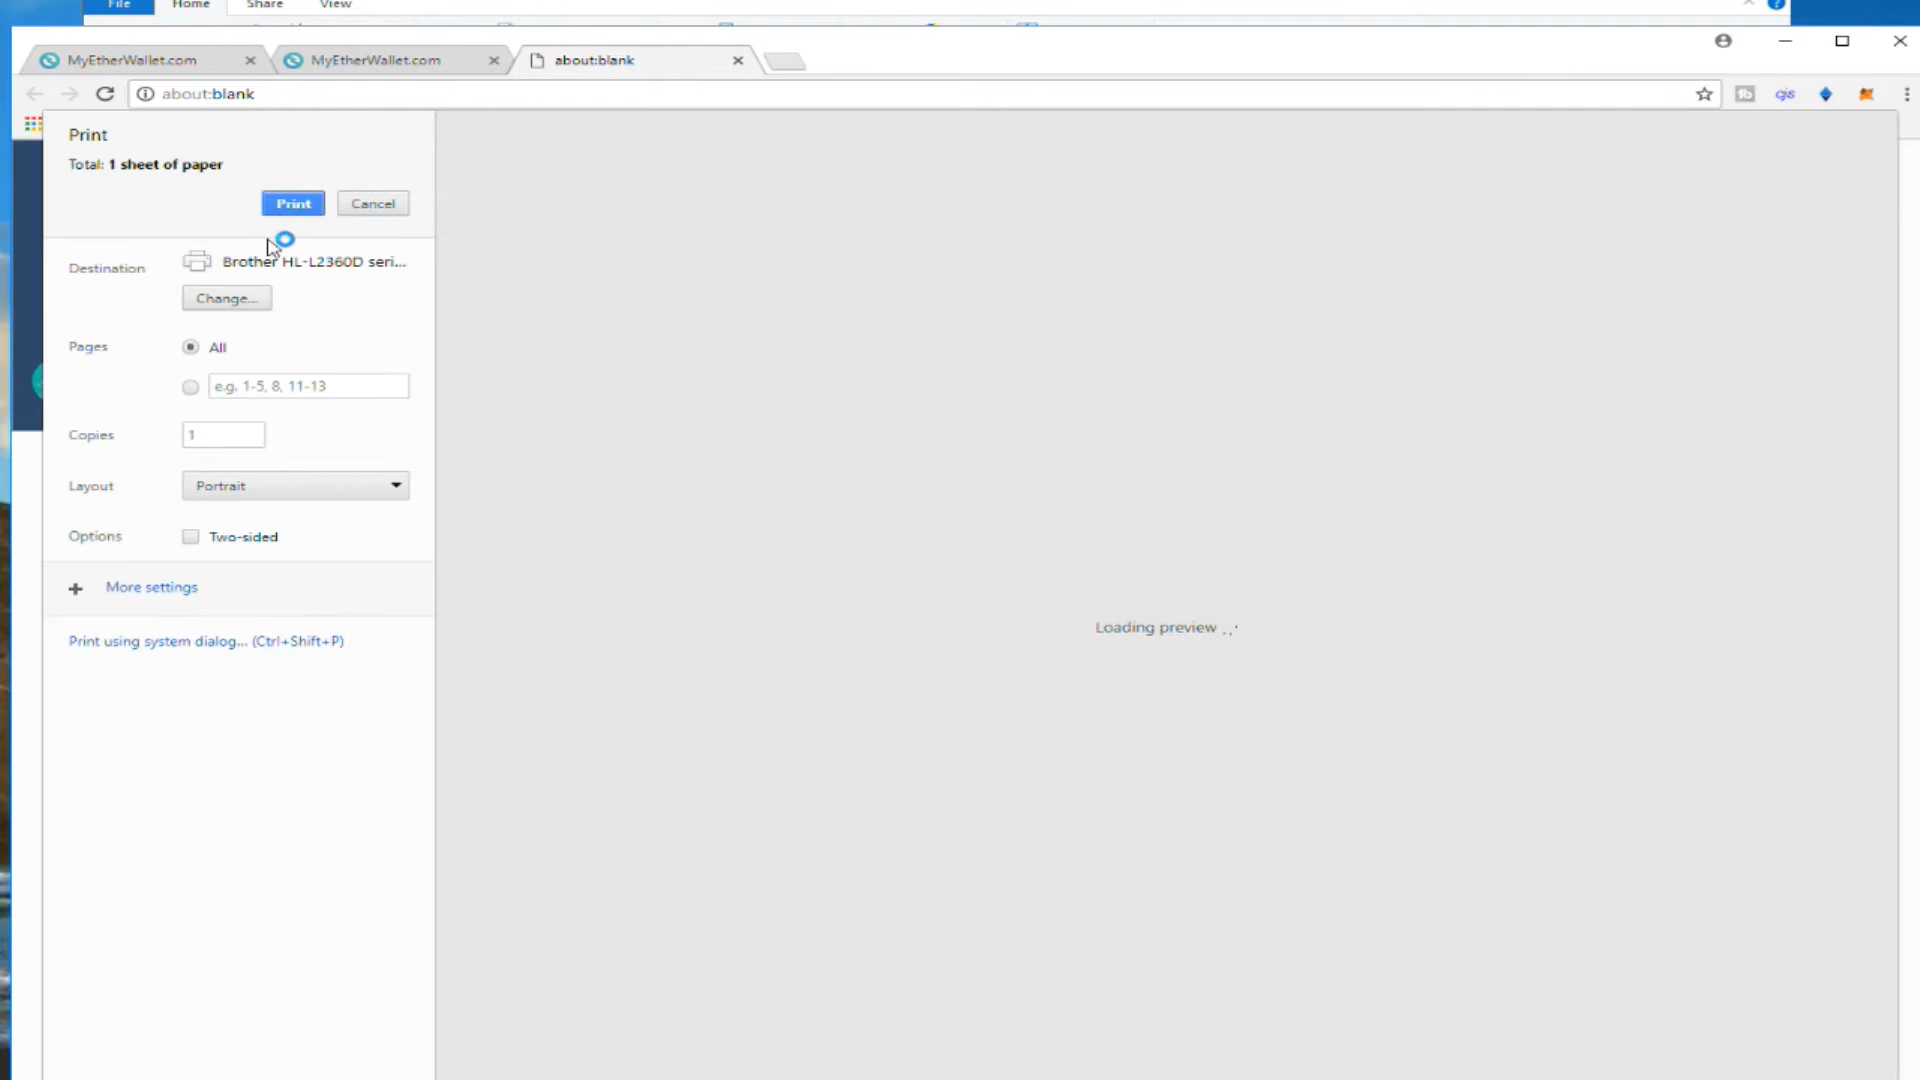 File Home Share View
MyEtherWallet.com MyEtherWallet.com about:blank
about:blank
Print
Total: 1 sheet of paper
Print Cancel
Destination Brother HL-L2360D seri...
Change...
Pages All
e.g. 1-5, 8, 11-13
Copies 1
Layout Portrait
Options Two-sided
More settings
Print using system dialog... (Ctrl+Shift+P)
Loading preview